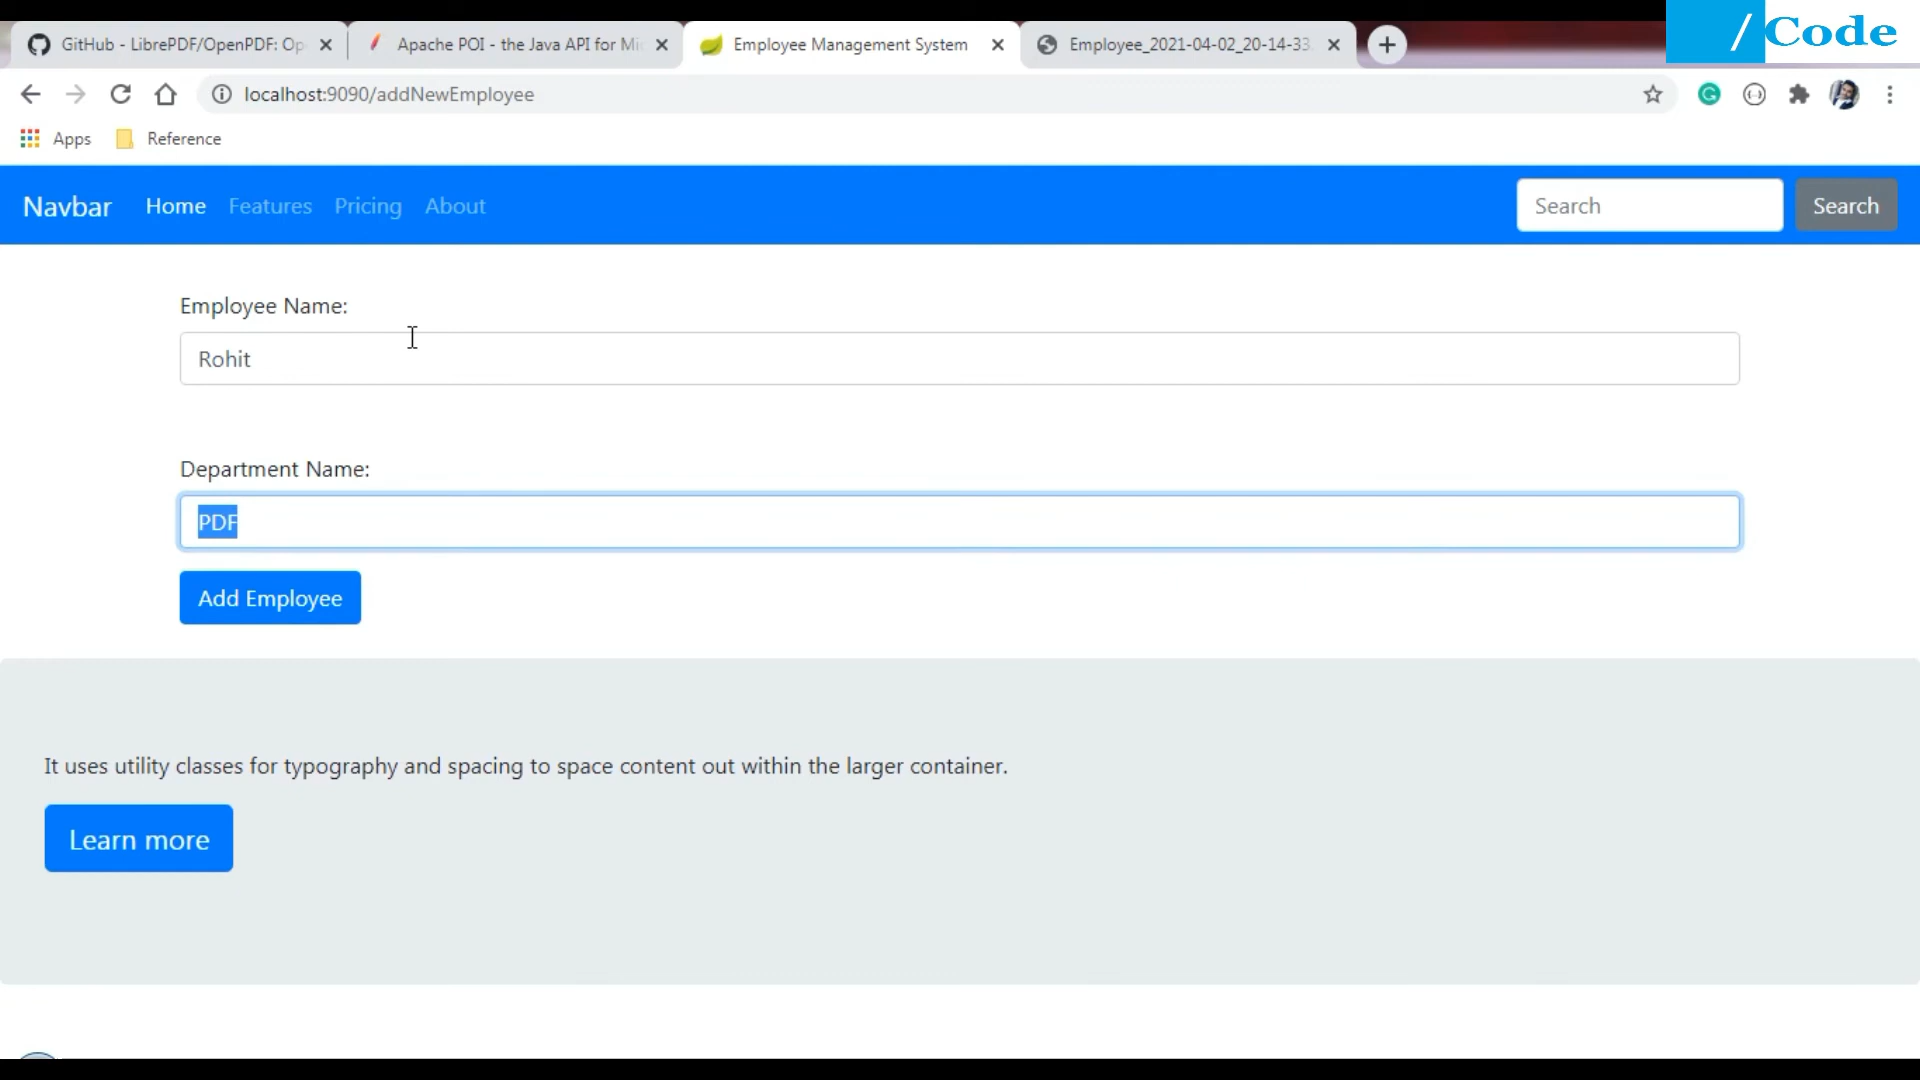 /Code
GitHub - LibrePDF/OpenPDF: Op
Apache POI - the Java API for Mi
Employee Management System
Employee_2021-04-02_20-14-33
localhost:9090/addNewEmployee
Apps Reference
Navbar Home Features Pricing About Search Search
Employee Name:
Rohit
Department Name:
PDF
Add Employee
It uses utility classes for typography and spacing to space content out within the larger container.
Learn more